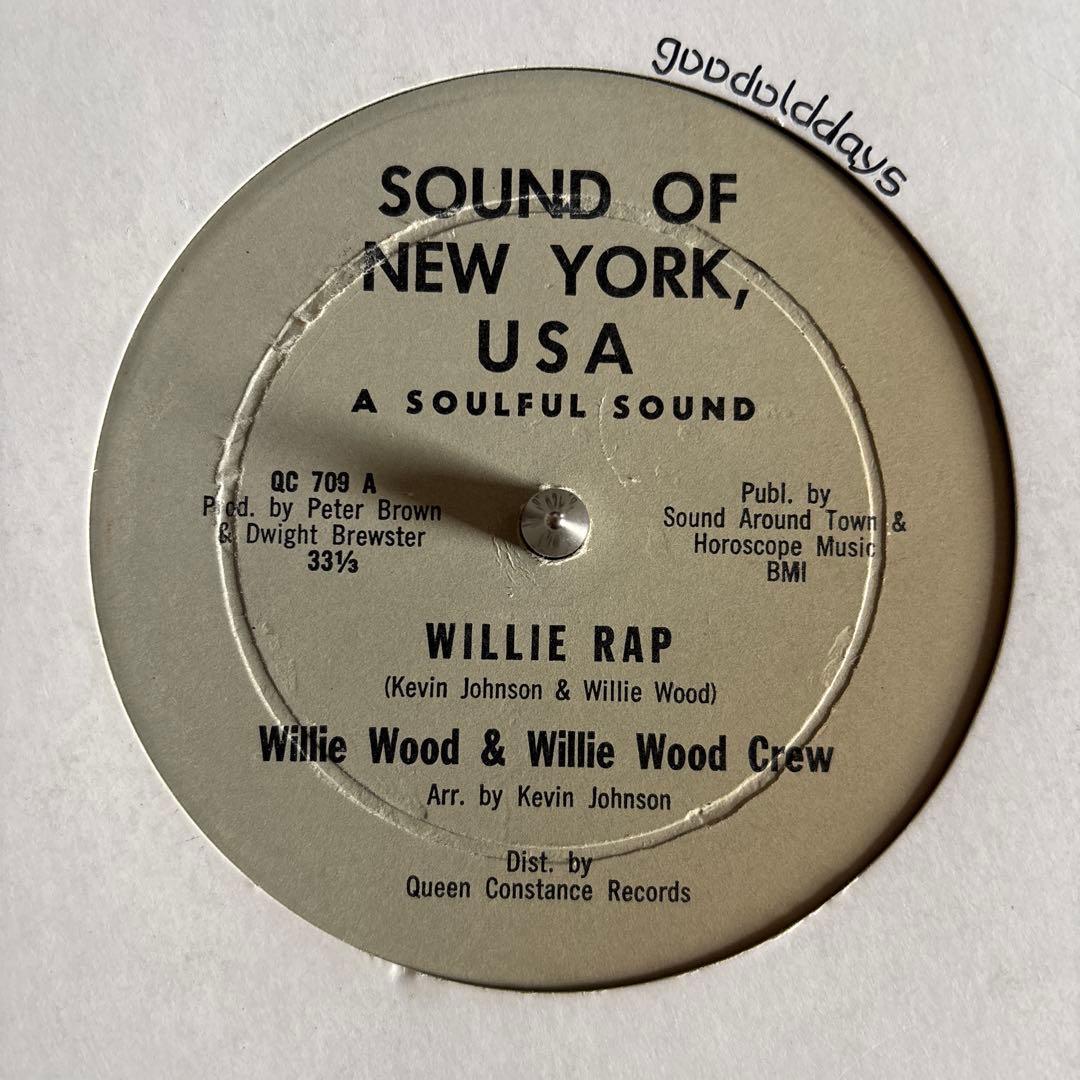 goodolddays
SOUND OF
NEW YORK,
USA
A SOULFUL SOUND
QC 709 A
Prod. by Peter Brown
& Dwight Brewster
33⅓
Publ. by
Sound Around Town &
Horoscope Music
BMI
WILLIE RAP
(Kevin Johnson & Willie Wood)
Willie Wood & Willie Wood Crew
Arr. by Kevin Johnson
Dist. by
Queen Constance Records